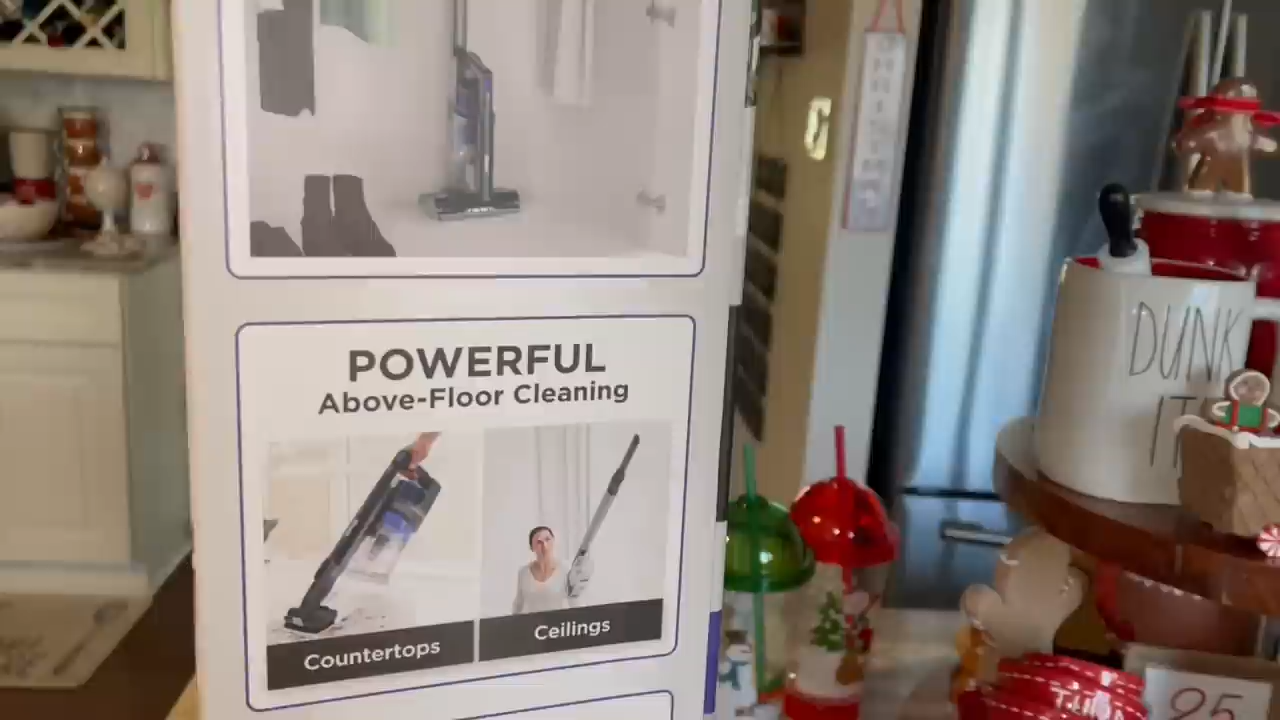 POWERFUL
Above-Floor Cleaning
Countertops
Ceilings
DUNK
IT
25